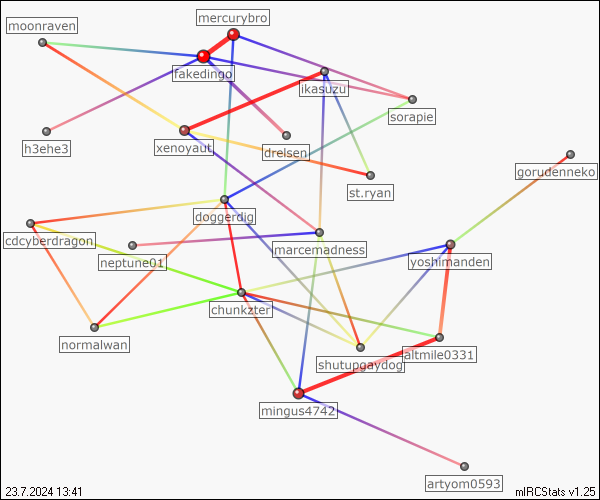 mercurybro
moonraven
fakedingo
ikasuzu
sorapie
h3ehe3
xenoyaut
dreisen
gorudenneko
st.ryan
doggerdig
cdcyberdragon
marcemadness
neptune01
yoshimanden
chunkzter
normalwan
shutupgaydog
altmile0331
mingus4742
artyom0593
23.7.2024 13:41
mIRCStats v1.25